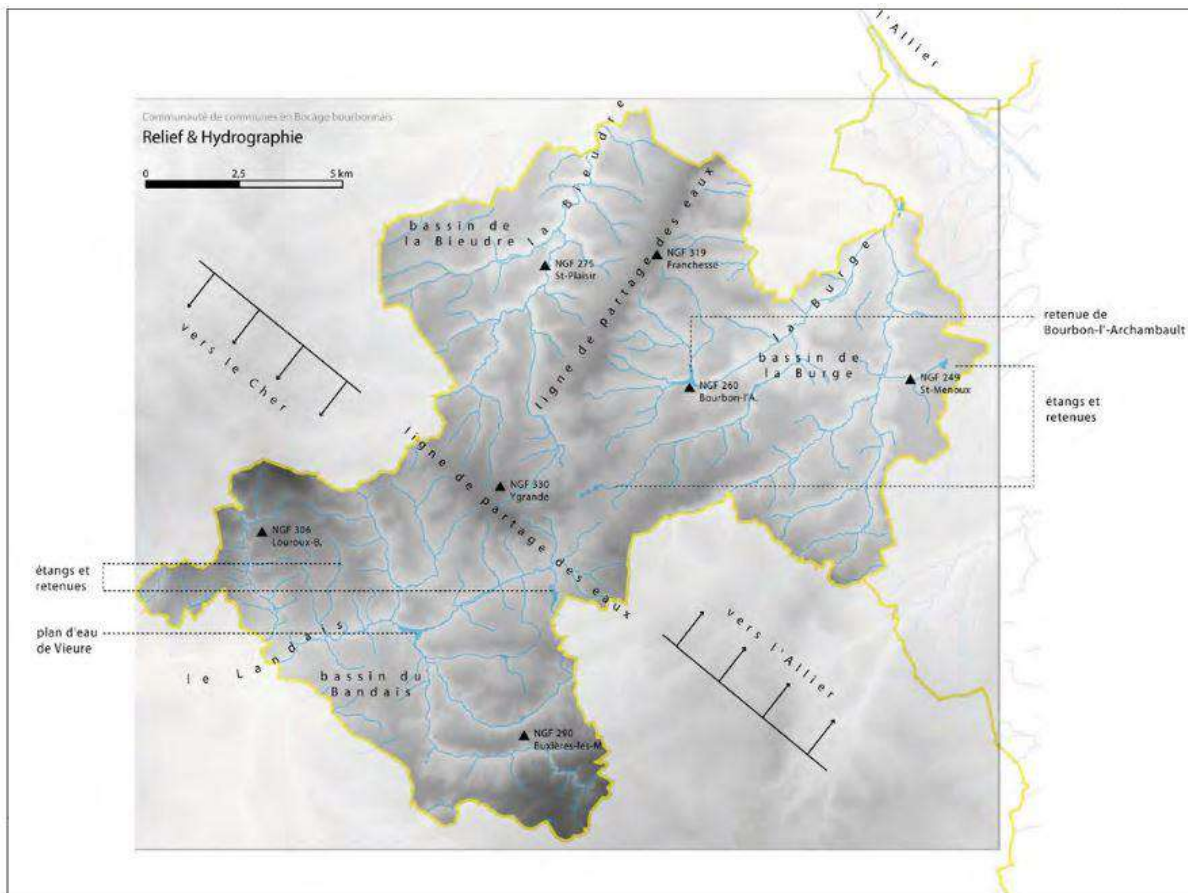 l'Allier
Communauté de communes en Bocage bourbonnais
Relief & Hydrographie
0 2,5 5 km
bassin de
la Bieudre
La Bieudre
NGF 275
St-Plaisir
ligne de partage des eaux
NGF 319
Franchesse
La Burge
retenue de
Bourbon-l'-Archambault
vers le Cher
bassin de
la Burge
NGF 260
Bourbon-l'A.
NGF 249
St-Menoux
étangs et
retenues
ligne de partage des eaux
NGF 330
Ygrande
NGF 306
Louroux-B.
étangs et
retenues
plan d'eau
de Vieure
le Landais
bassin du
Bandais
vers l'Allier
NGF 290
Buxières-les-M.